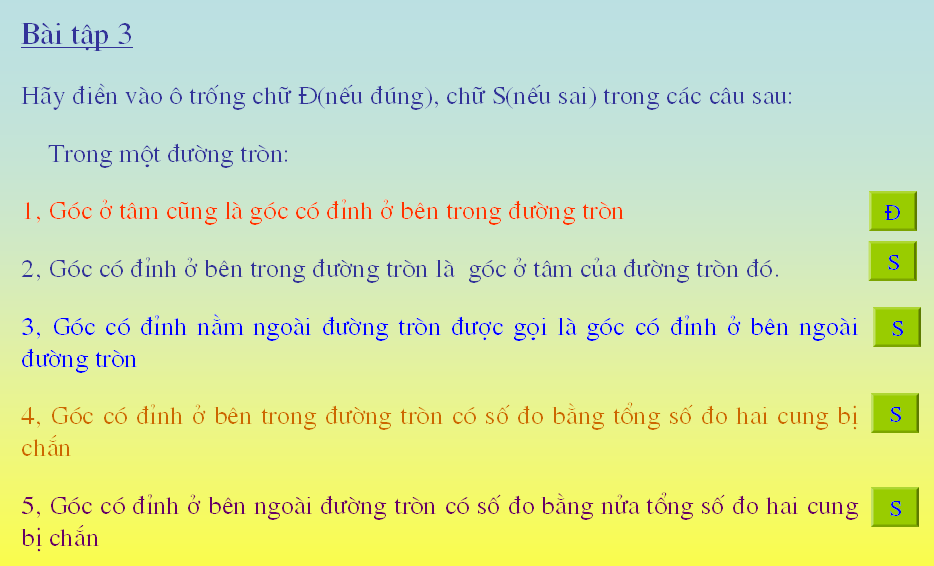 Bài tập 3
Hãy điền vào ô trống chữ Đ(nếu đúng), chữ S(nếu sai) trong các câu sau:
Trong một đường tròn:
1, Góc ở tâm cũng là góc có đỉnh ở bên trong đường tròn
Đ
2, Góc có đỉnh ở bên trong đường tròn là góc ở tâm của đường tròn đó.
S
3, Góc có đỉnh nằm ngoài đường tròn được gọi là góc có đỉnh ở bên ngoài
đường tròn
S
4, Góc có đỉnh ở bên trong đường tròn có số đo bằng tổng số đo hai cung bị
chắn
S
5, Góc có đỉnh ở bên ngoài đường tròn có số đo bằng nửa tổng số đo hai cung
bị chắn
S